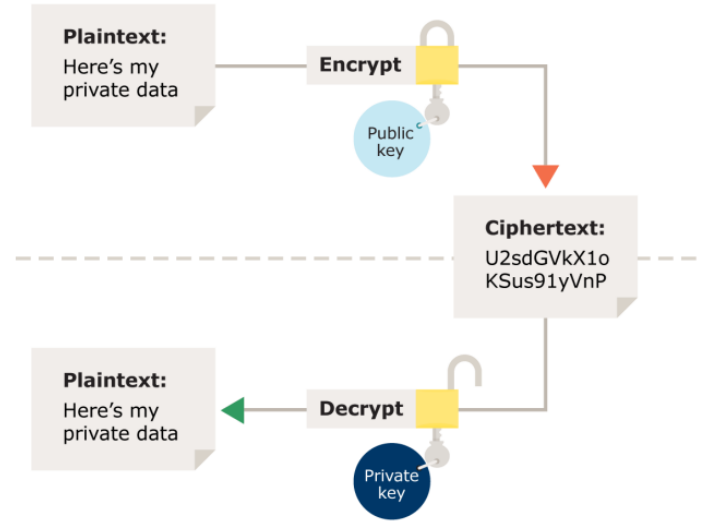 Plaintext:
Here’s my
private data
Encrypt
Public
key
Ciphertext:
U2sdGVkX1o
KSus91yVnP
Plaintext:
Here’s my
private data
Decrypt
Private
key